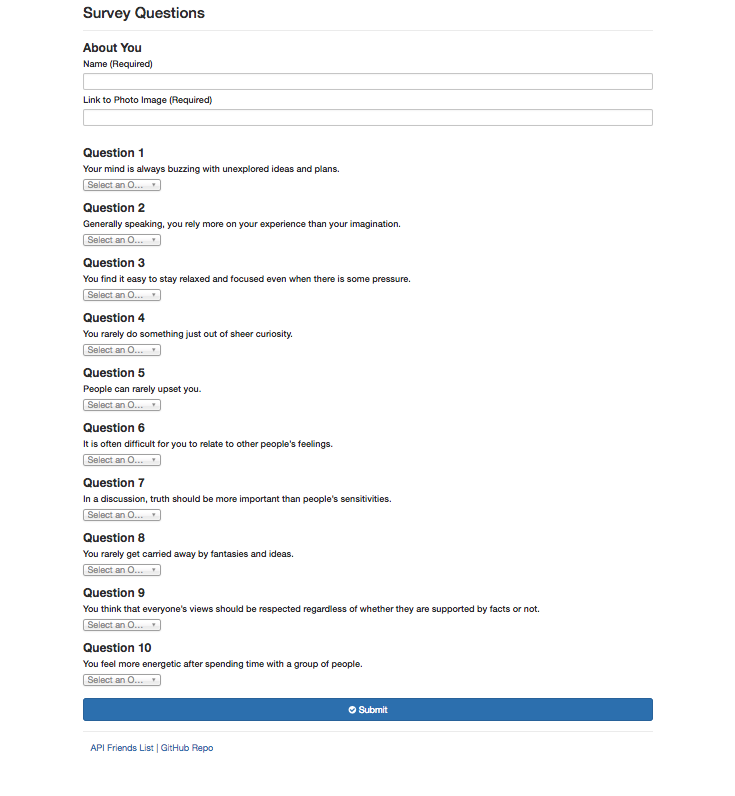 Survey Questions
About You
Name (Required)
Link to Photo Image (Required)
Question 1
Your mind is always buzzing with unexplored ideas and plans.
Select an O...
Question 2
Generally speaking, you rely more on your experience than your imagination.
Select an O...
Question 3
You find it easy to stay relaxed and focused even when there is some pressure.
Select an O...
Question 4
You rarely do something just out of sheer curiosity.
Select an O...
Question 5
People can rarely upset you.
Select an O...
Question 6
It is often difficult for you to relate to other people's feelings.
Select an O...
Question 7
In a discussion, truth should be more important than people's sensitivities.
Select an O...
Question 8
You rarely get carried away by fantasies and ideas.
Select an O...
Question 9
You think that everyone's views should be respected regardless of whether they are supported by facts or not.
Select an O...
Question 10
You feel more energetic after spending time with a group of people.
Select an O...
Submit
API Friends List | GitHub Repo